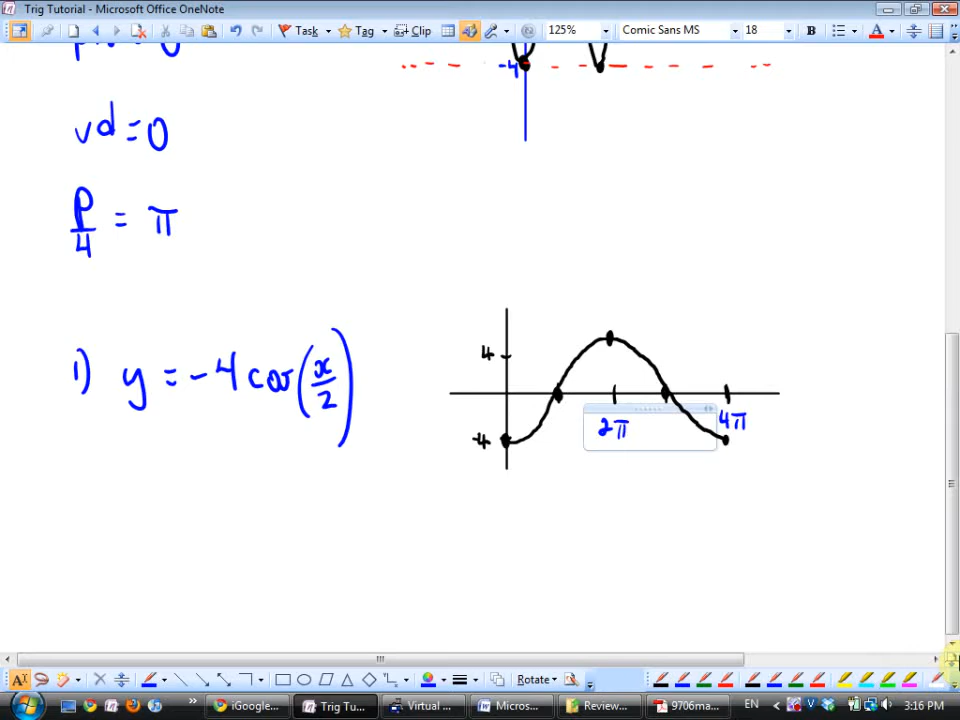 Trig Tutorial - Microsoft Office OneNote
Task Tag Clip 125% Comic Sans MS 18 B A
-4
vd = 0
P/4 = π
1) y = -4 cos(x/2)
4
-4
2π 4π
Rotate
iGoogle... Trig Tu... Virtual ... Micros... Review... 9706ma... EN 3:16 PM